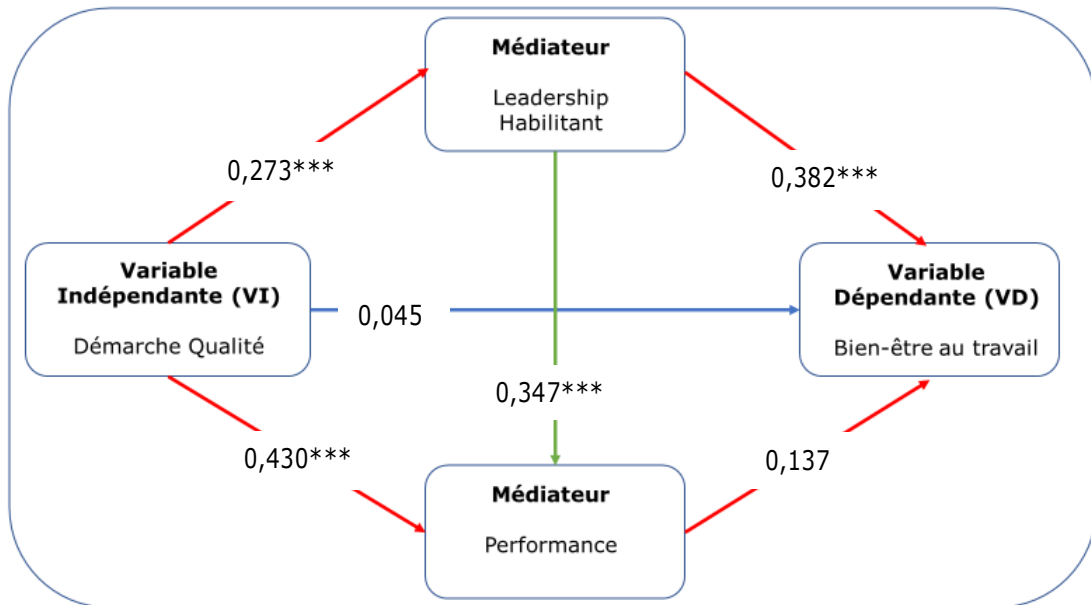 Médiateur
Leadership
Habilitant
0,273***
0,382***
Variable
Indépendante (VI)
Démarche Qualité
0,045
Variable
Dépendante (VD)
Bien-être au travail
0,347***
0,430***
0,137
Médiateur
Performance